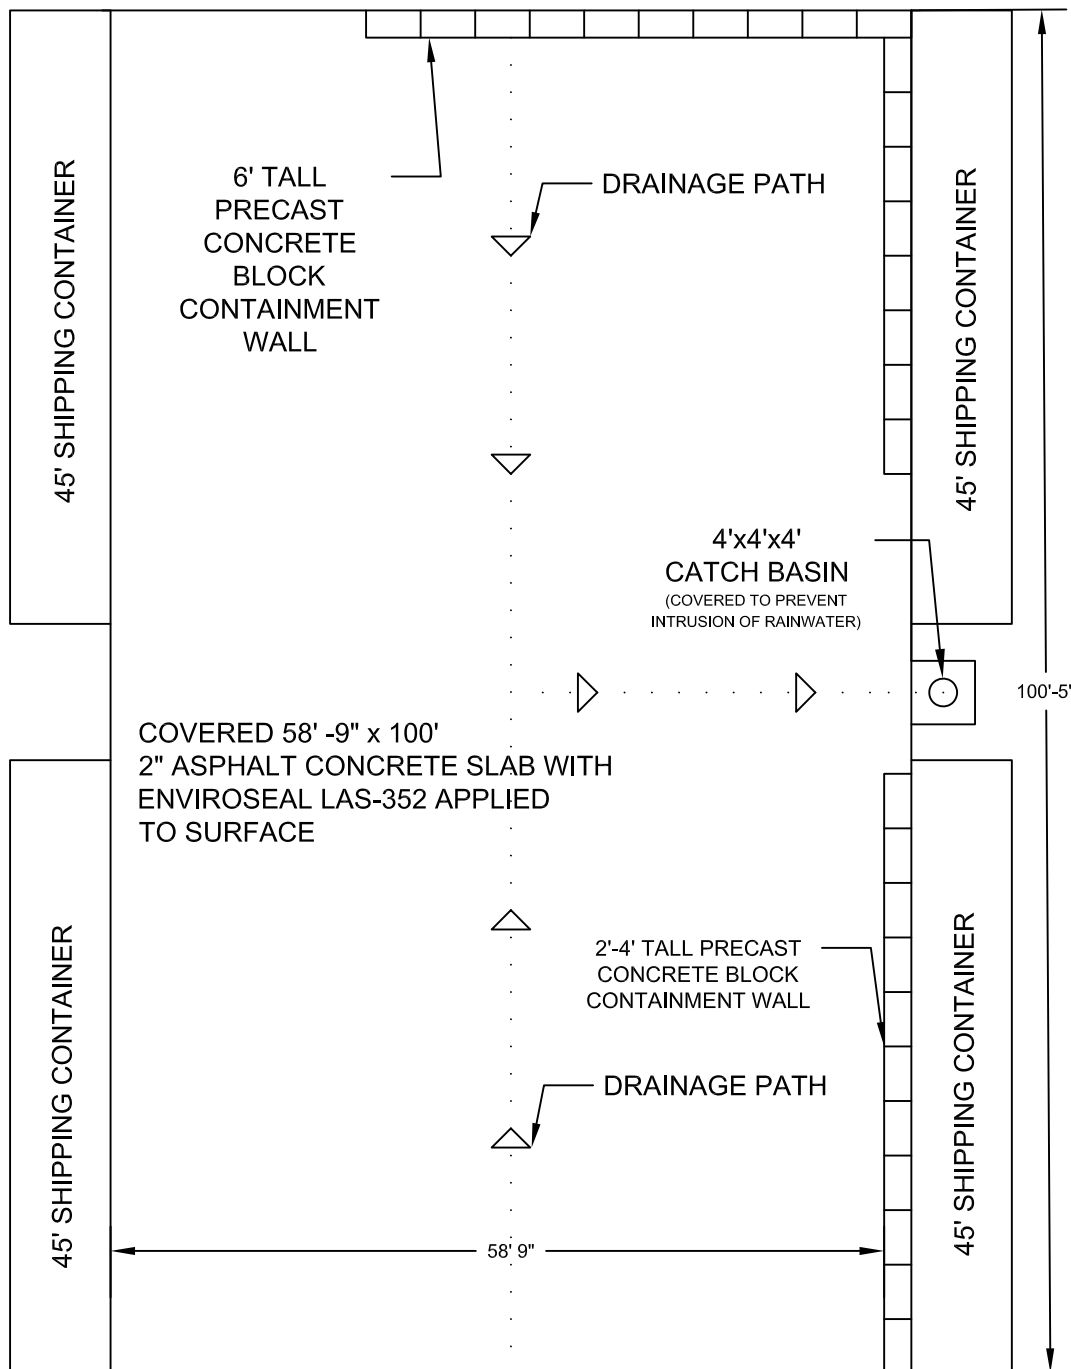 6' TALL
PRECAST
CONCRETE
BLOCK
CONTAINMENT
WALL
DRAINAGE PATH
45' SHIPPING CONTAINER
45' SHIPPING CONTAINER
4'x4'x4'
CATCH BASIN
(COVERED TO PREVENT
INTRUSION OF RAINWATER)
100'-5'
COVERED 58' -9" x 100'
2" ASPHALT CONCRETE SLAB WITH
ENVIROSEAL LAS-352 APPLIED
TO SURFACE
2'-4' TALL PRECAST
CONCRETE BLOCK
CONTAINMENT WALL
DRAINAGE PATH
45' SHIPPING CONTAINER
45' SHIPPING CONTAINER
58' 9"